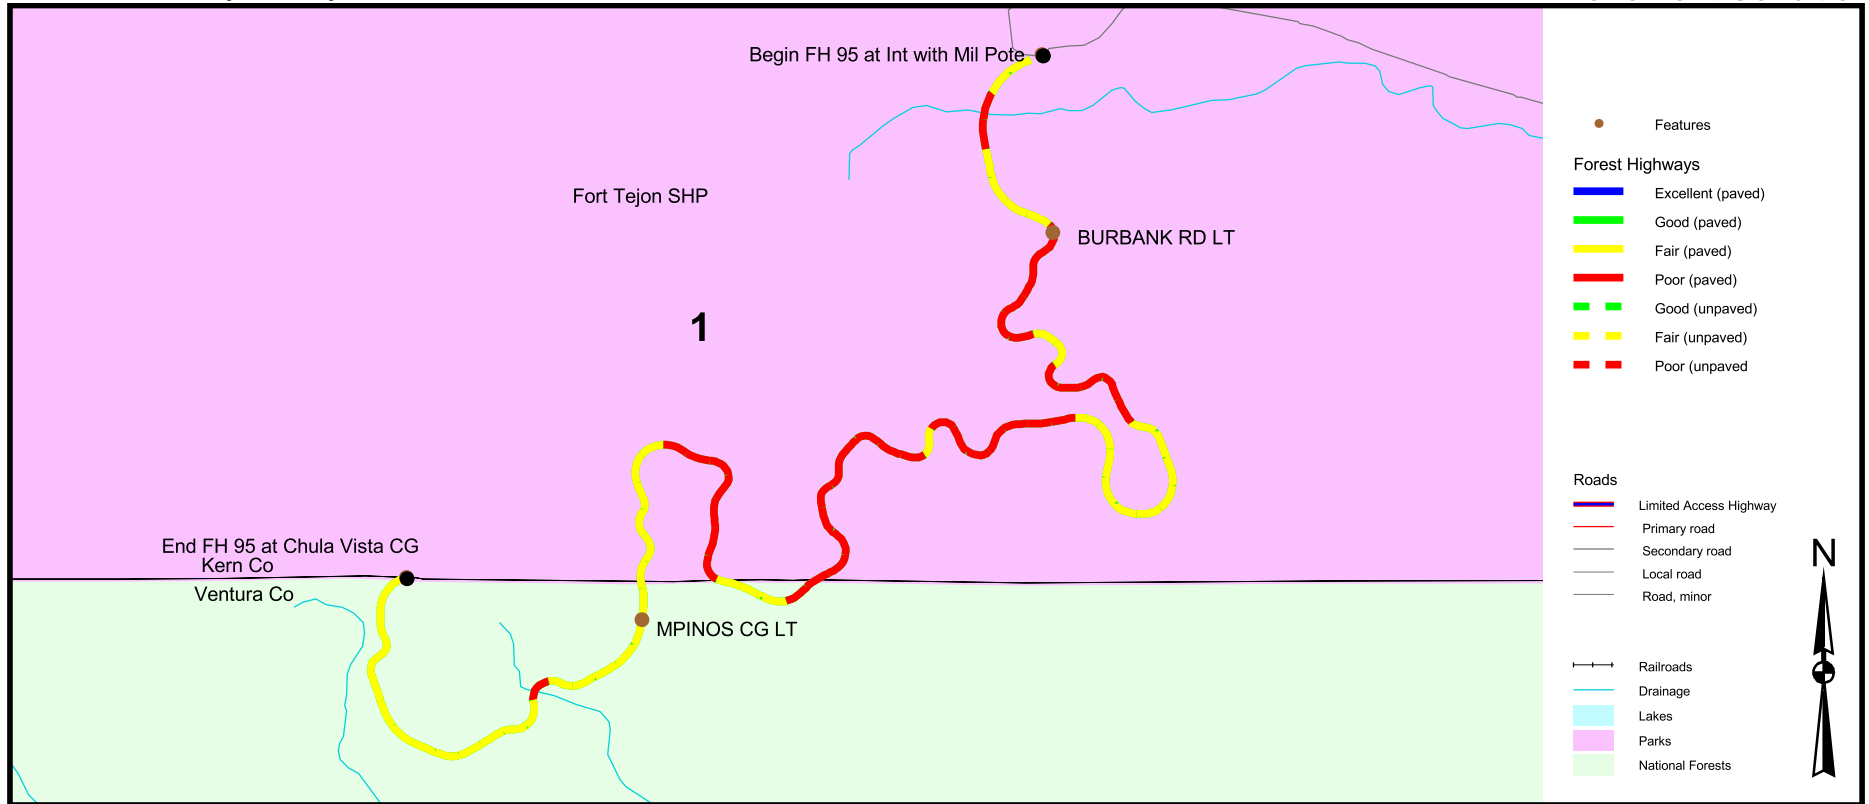 Begin FH 95 at Int with Mil Pote
Fort Tejon SHP
BURBANK RD LT
1
End FH 95 at Chula Vista CG
Kern Co
Ventura Co
MPINOS CG LT
Features
Forest Highways
Excellent (paved)
Good (paved)
Fair (paved)
Poor (paved)
Good (unpaved)
Fair (unpaved)
Poor (unpaved
Roads
Limited Access Highway
Primary road
Secondary road
Local road
Road, minor
N
Railroads
Drainage
Lakes
Parks
National Forests